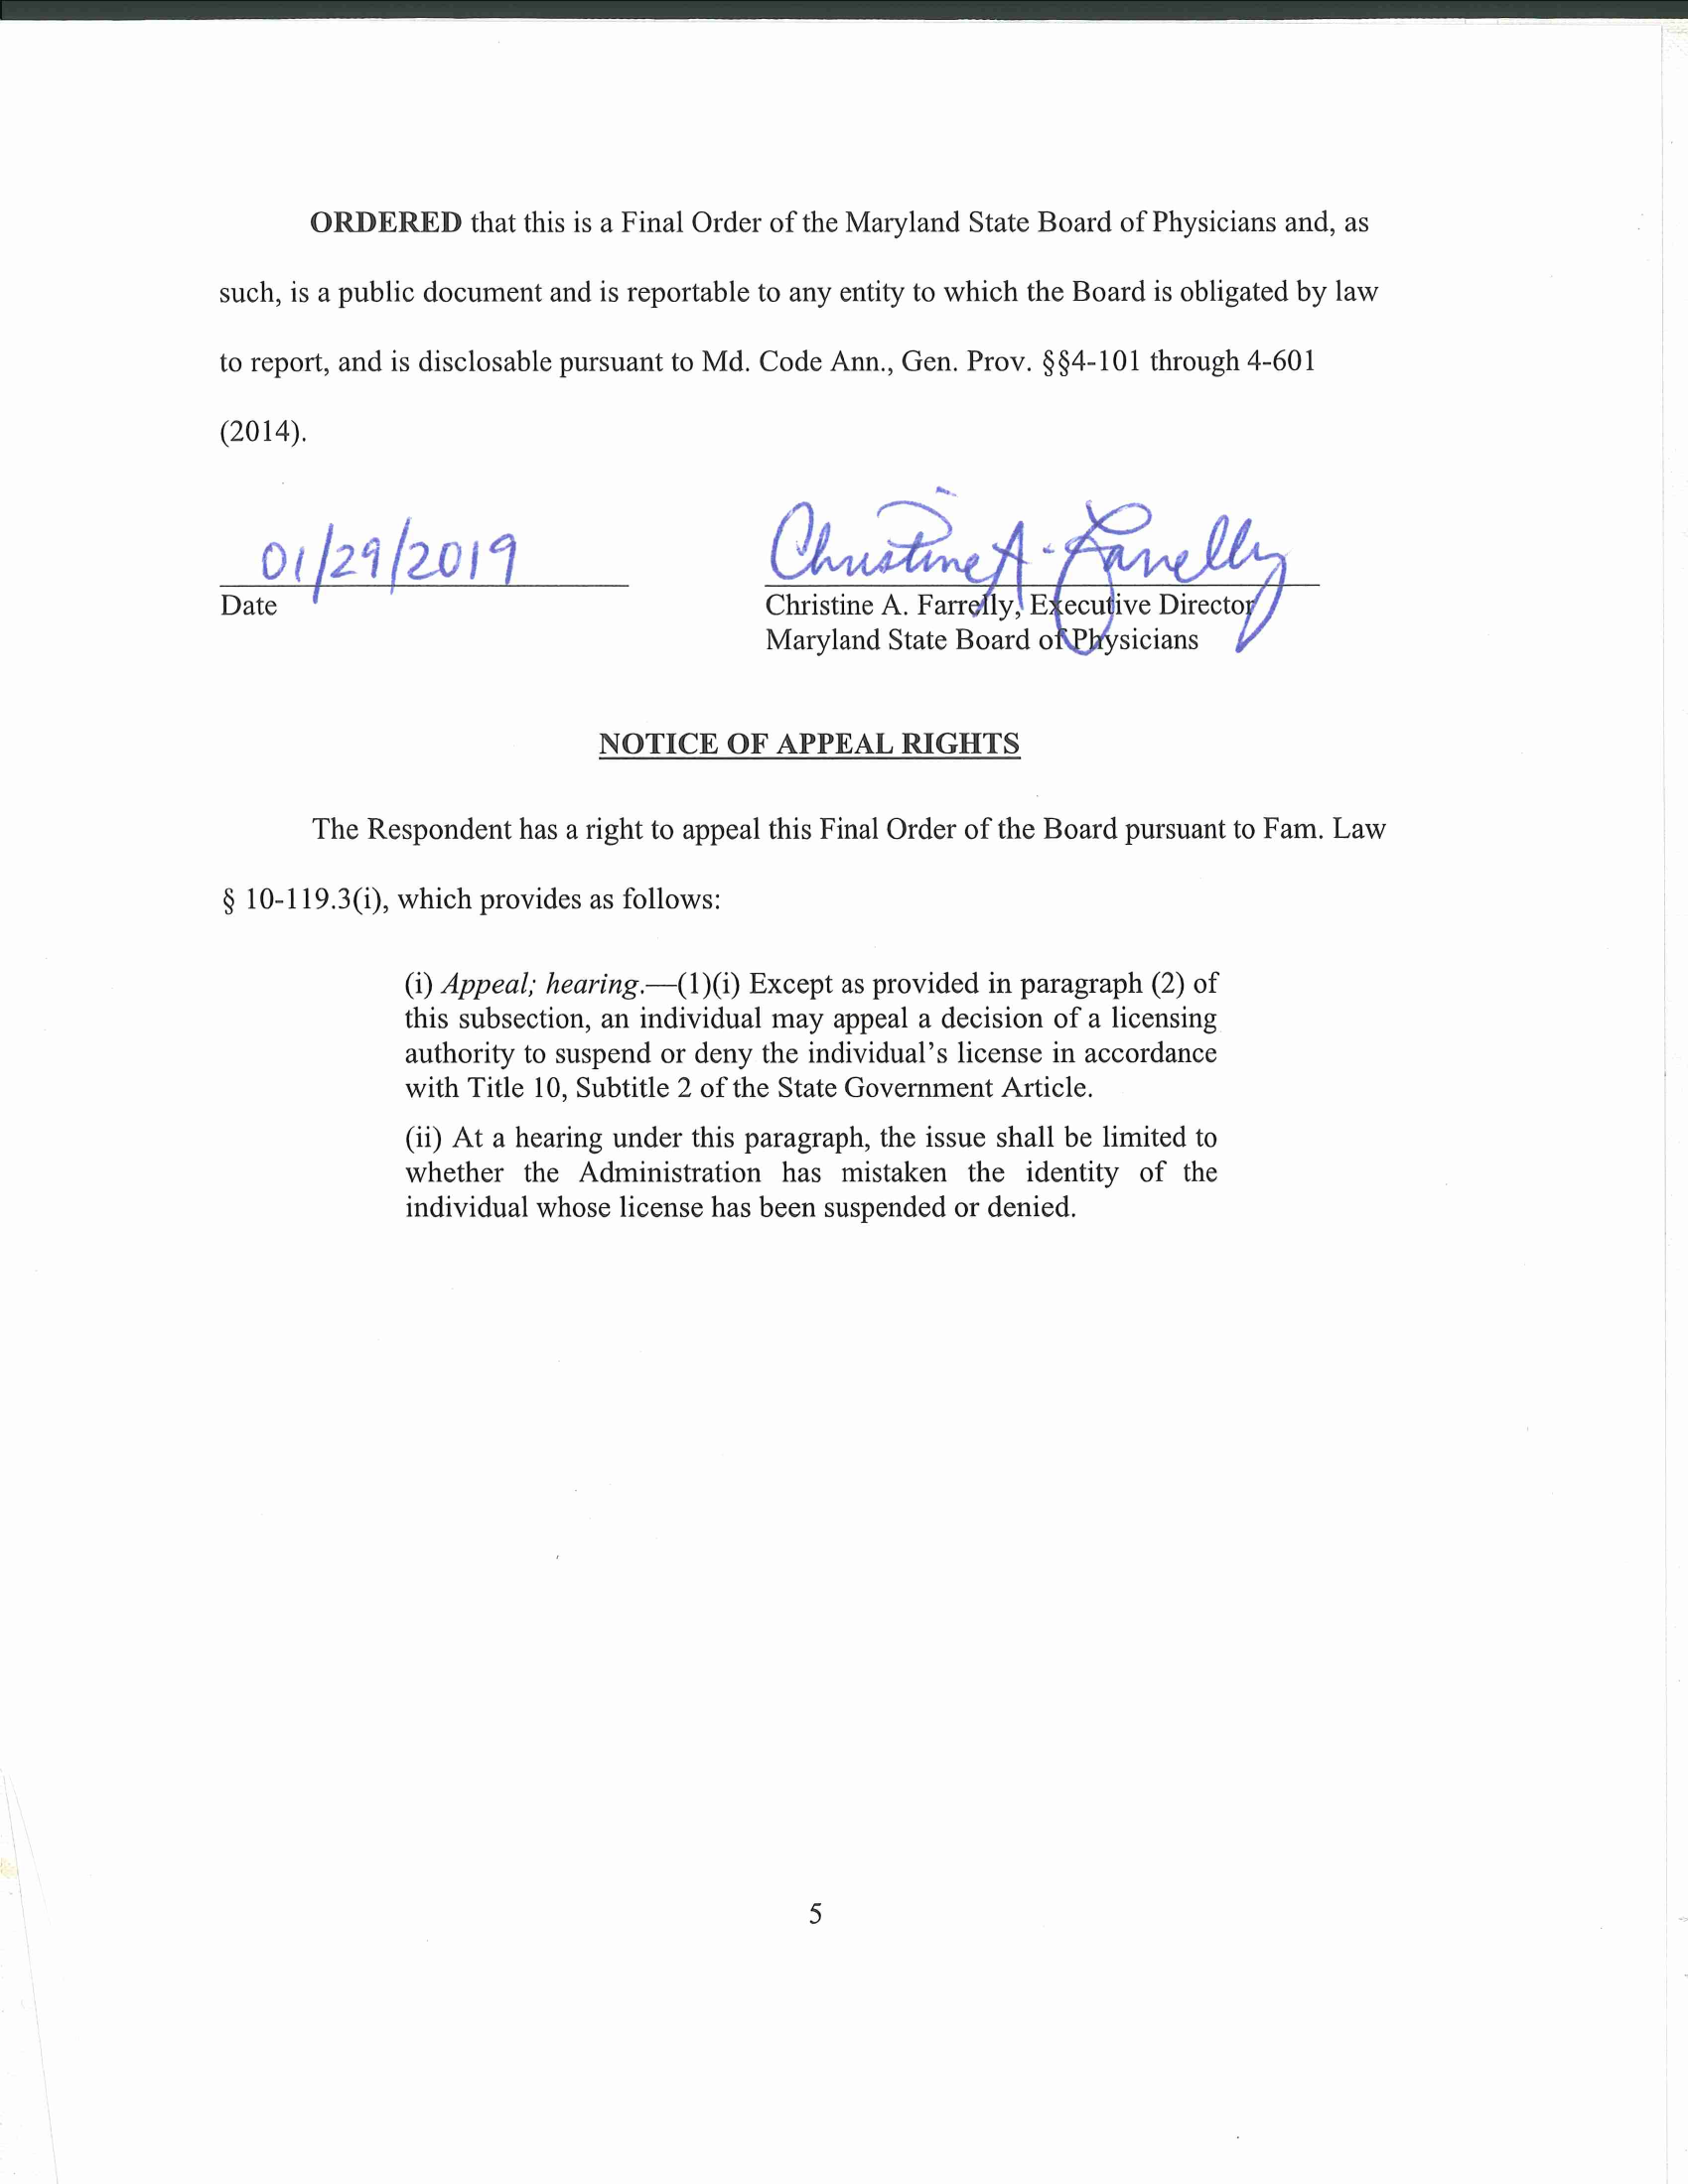 ORDERED that this is a Final Order of the Maryland State Board of Physicians and, as
such, is a public document and is reportable to any entity to which the Board is obligated by law
to report, and is disclosable pursuant to Md. Code Ann., Gen. Prov. §§4-101 through 4-601
(2014).
01/29/2019
Christine A. Farrelly
Date
Christine A. Farrelly, Executive Director
Maryland State Board of Physicians
NOTICE OF APPEAL RIGHTS
The Respondent has a right to appeal this Final Order of the Board pursuant to Fam. Law
§ 10-119.3(i), which provides as follows:
(i) Appeal; hearing.—(1)(i) Except as provided in paragraph (2) of
this subsection, an individual may appeal a decision of a licensing
authority to suspend or deny the individual's license in accordance
with Title 10, Subtitle 2 of the State Government Article.
(ii) At a hearing under this paragraph, the issue shall be limited to
whether the Administration has mistaken the identity of the
individual whose license has been suspended or denied.
5